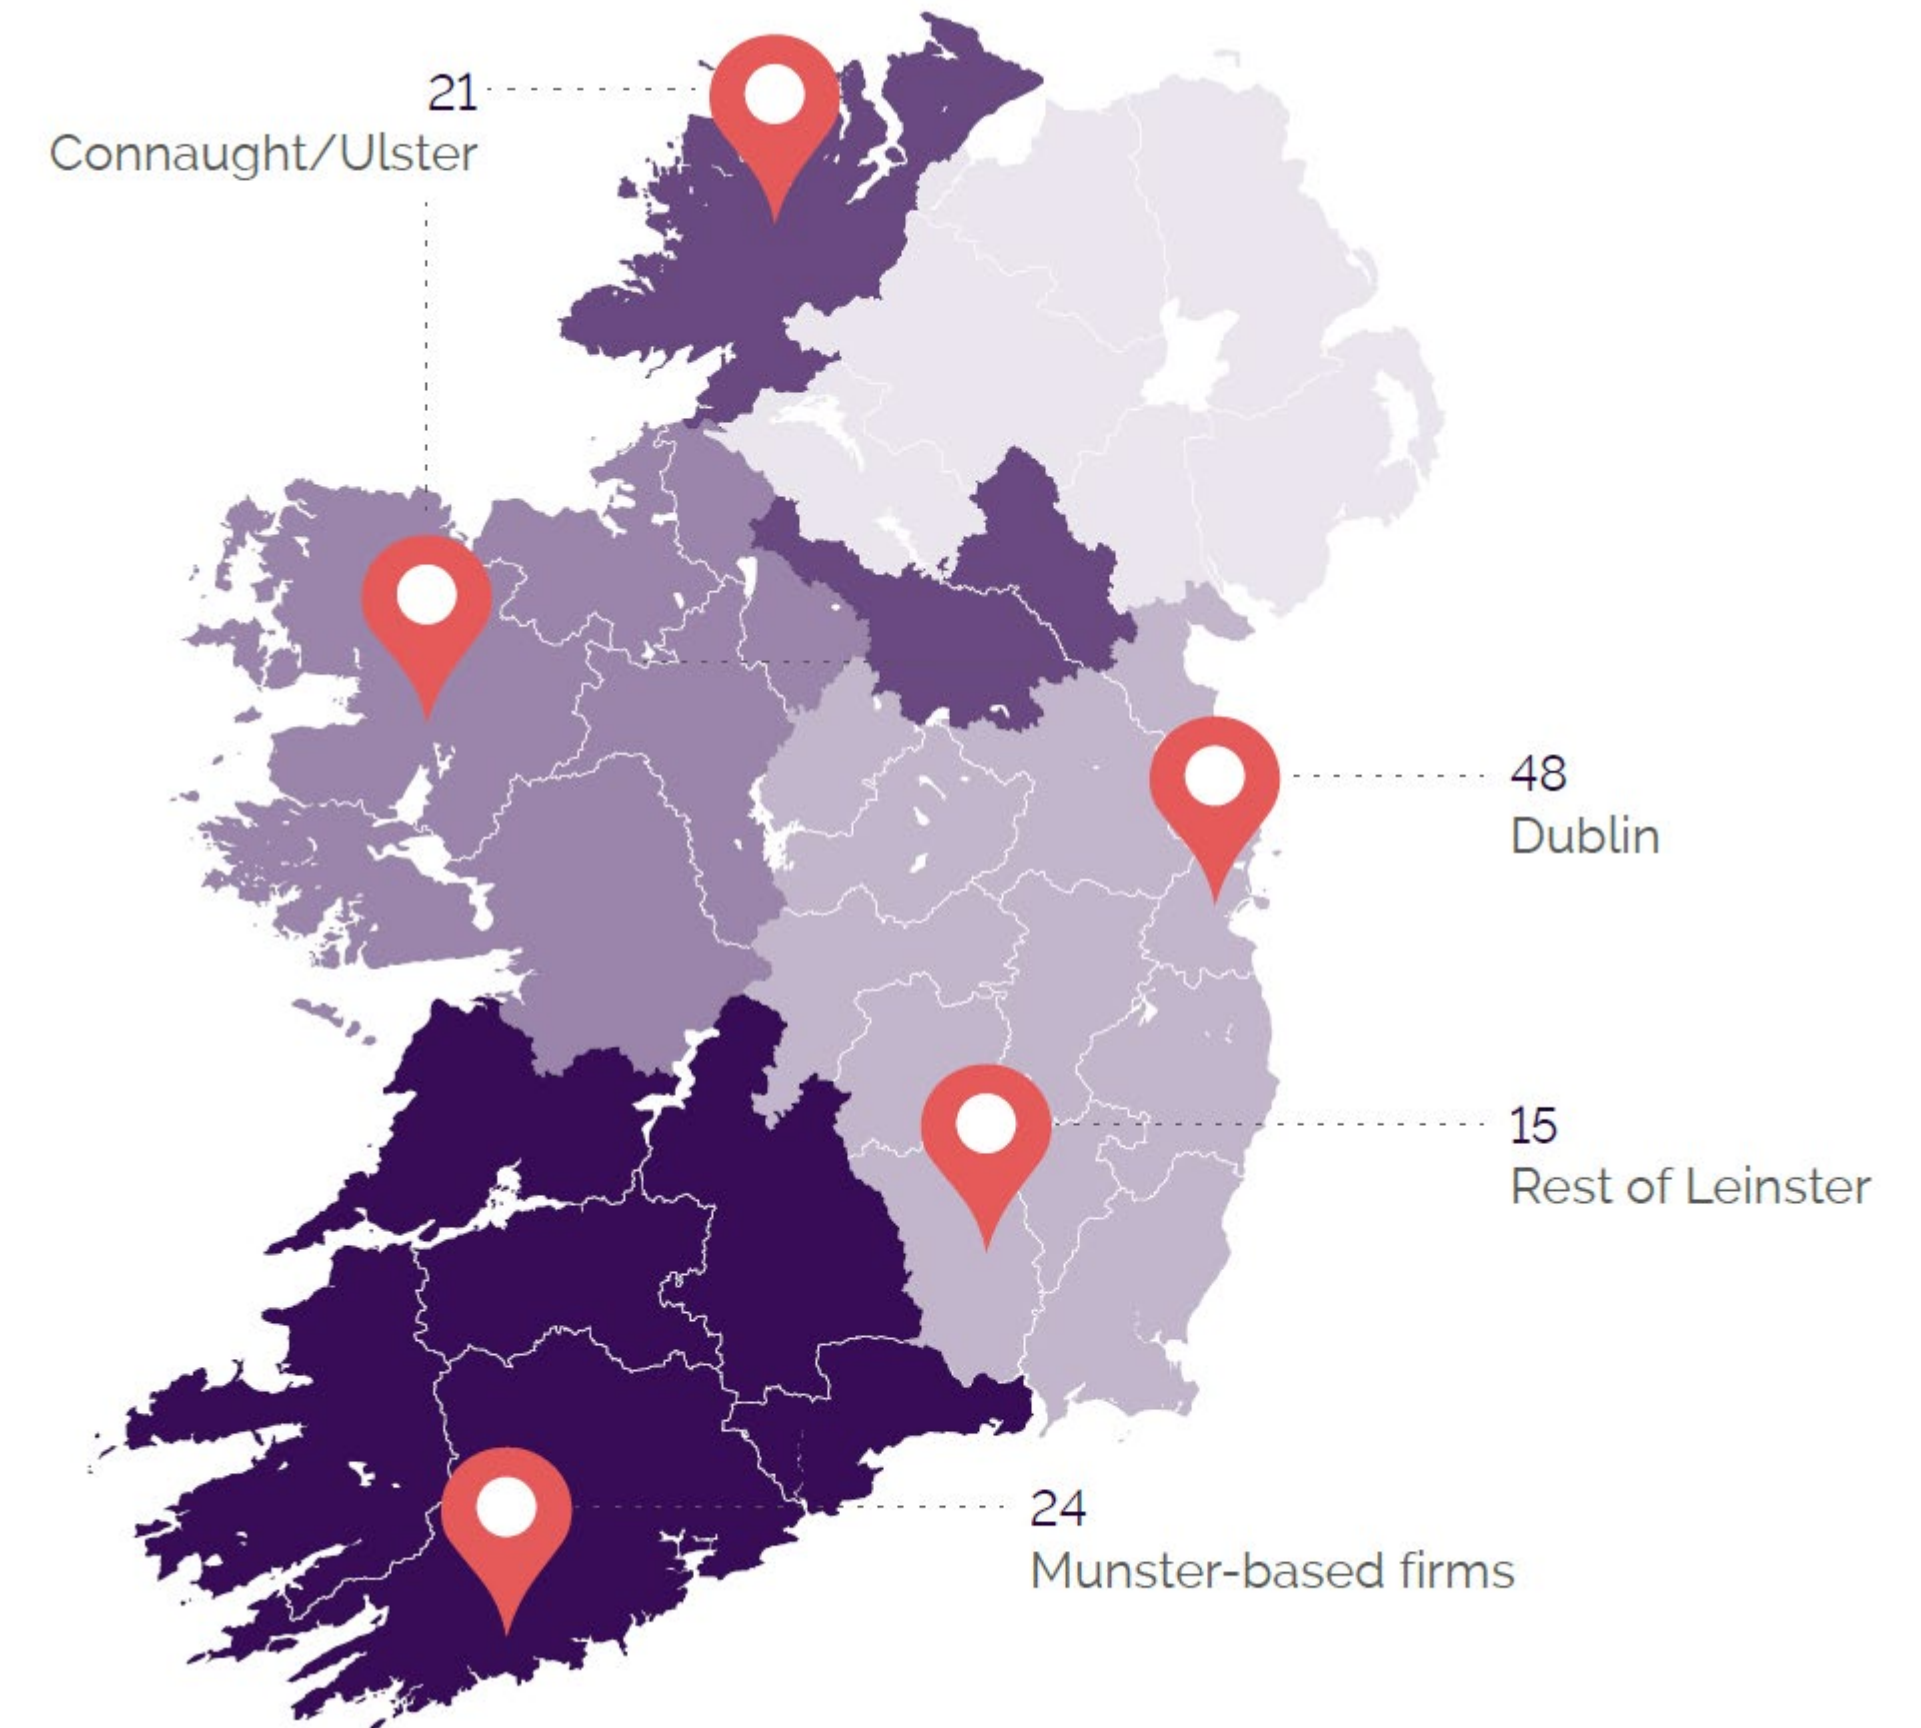 21
Connaught/Ulster
48
Dublin
15
Rest of Leinster
24
Munster-based firms